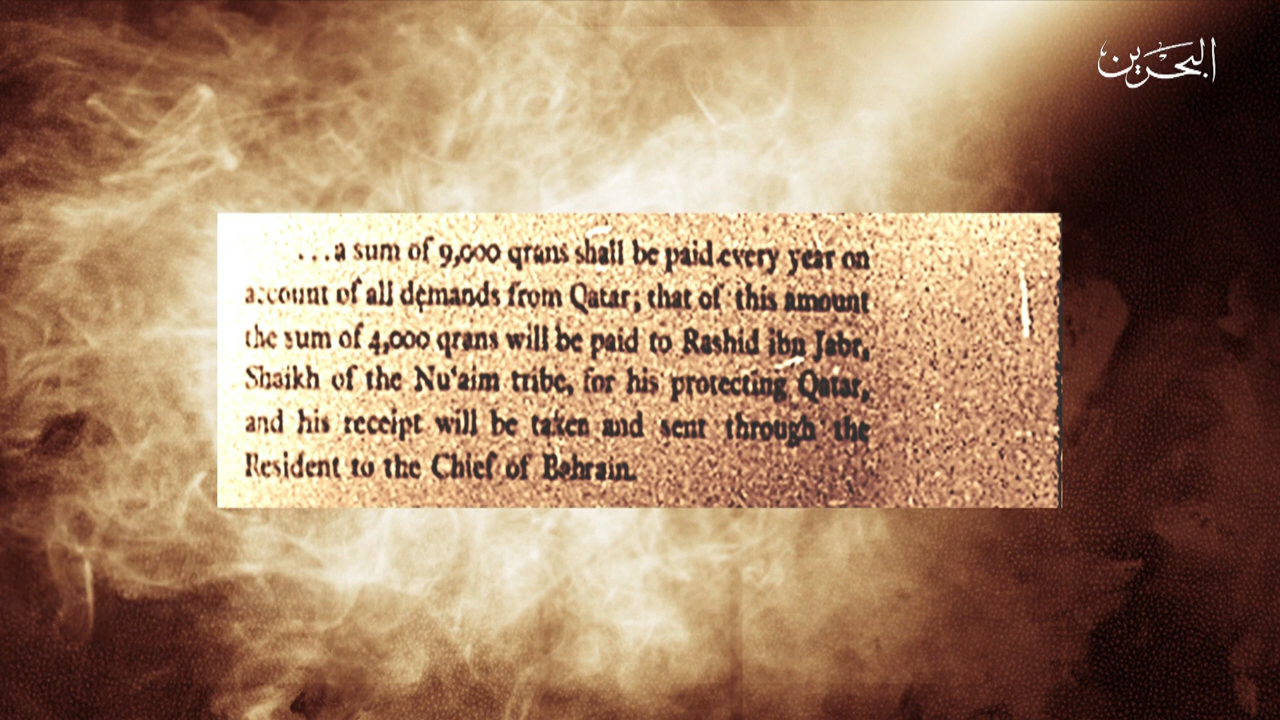 البحرين
...a sum of 9,000 qrans shall be paid every year on
account of all demands from Qatar, that of this amount
the sum of 4,000 qrans will be paid to Rashid ibn Jabr,
Shaikh of the Nu'aim tribe, for his protecting Qatar,
and his receipt will be taken and sent through the
Resident to the Chief of Bahrain.